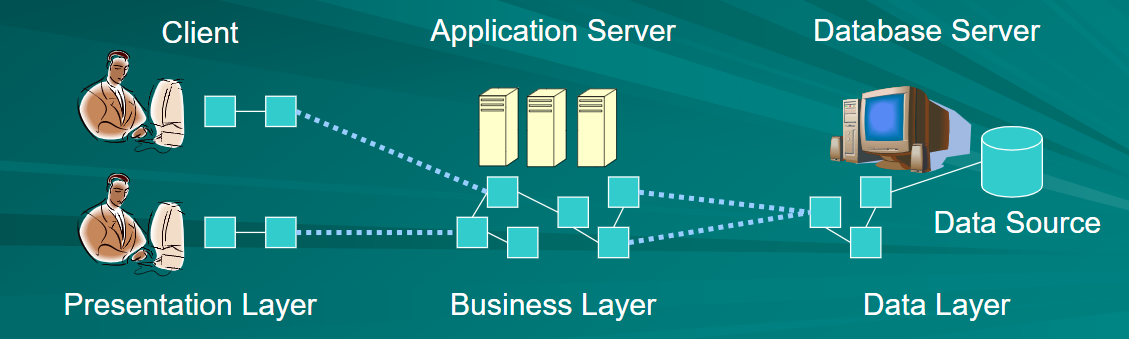 Client
Application Server
Database Server
Data Source
Presentation Layer
Business Layer
Data Layer